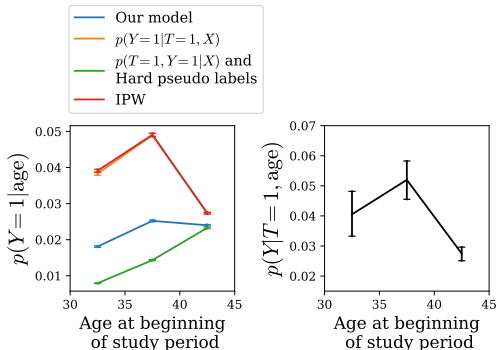 Our model
p(Y=1|T=1,X)
p(T=1,Y=1|X) and
Hard pseudo labels
IPW
p(Y=1|age)
0.05
0.04
0.03
0.02
0.01
30 35 40 45
Age at beginning
of study period
p(Y|T=1, age)
0.07
0.06
0.05
0.04
0.03
0.02
30 35 40 45
Age at beginning
of study period